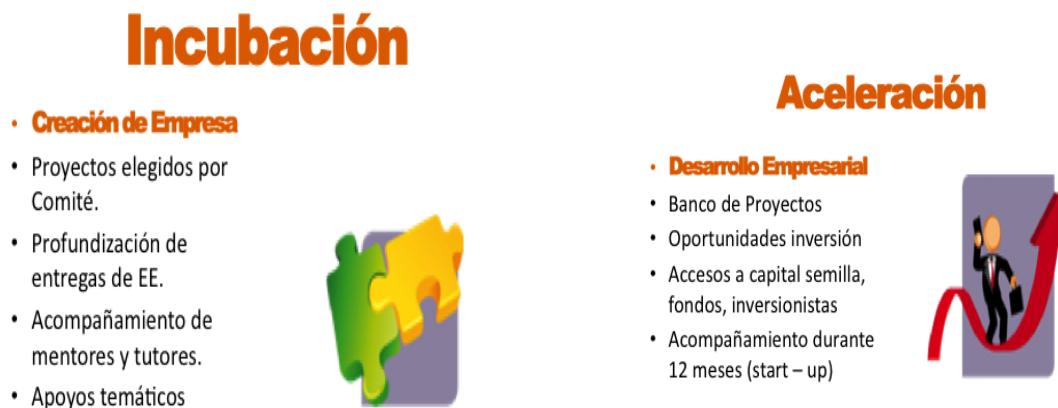 Incubación
• Creación de Empresa
• Proyectos elegidos por
Comité.
• Profundización de
entregas de EE.
• Acompañamiento de
mentores y tutores.
• Apoyos temáticos
Aceleración
• Desarrollo Empresarial
• Banco de Proyectos
• Oportunidades inversión
• Accesos a capital semilla,
fondos, inversionistas
• Acompañamiento durante
12 meses (start – up)